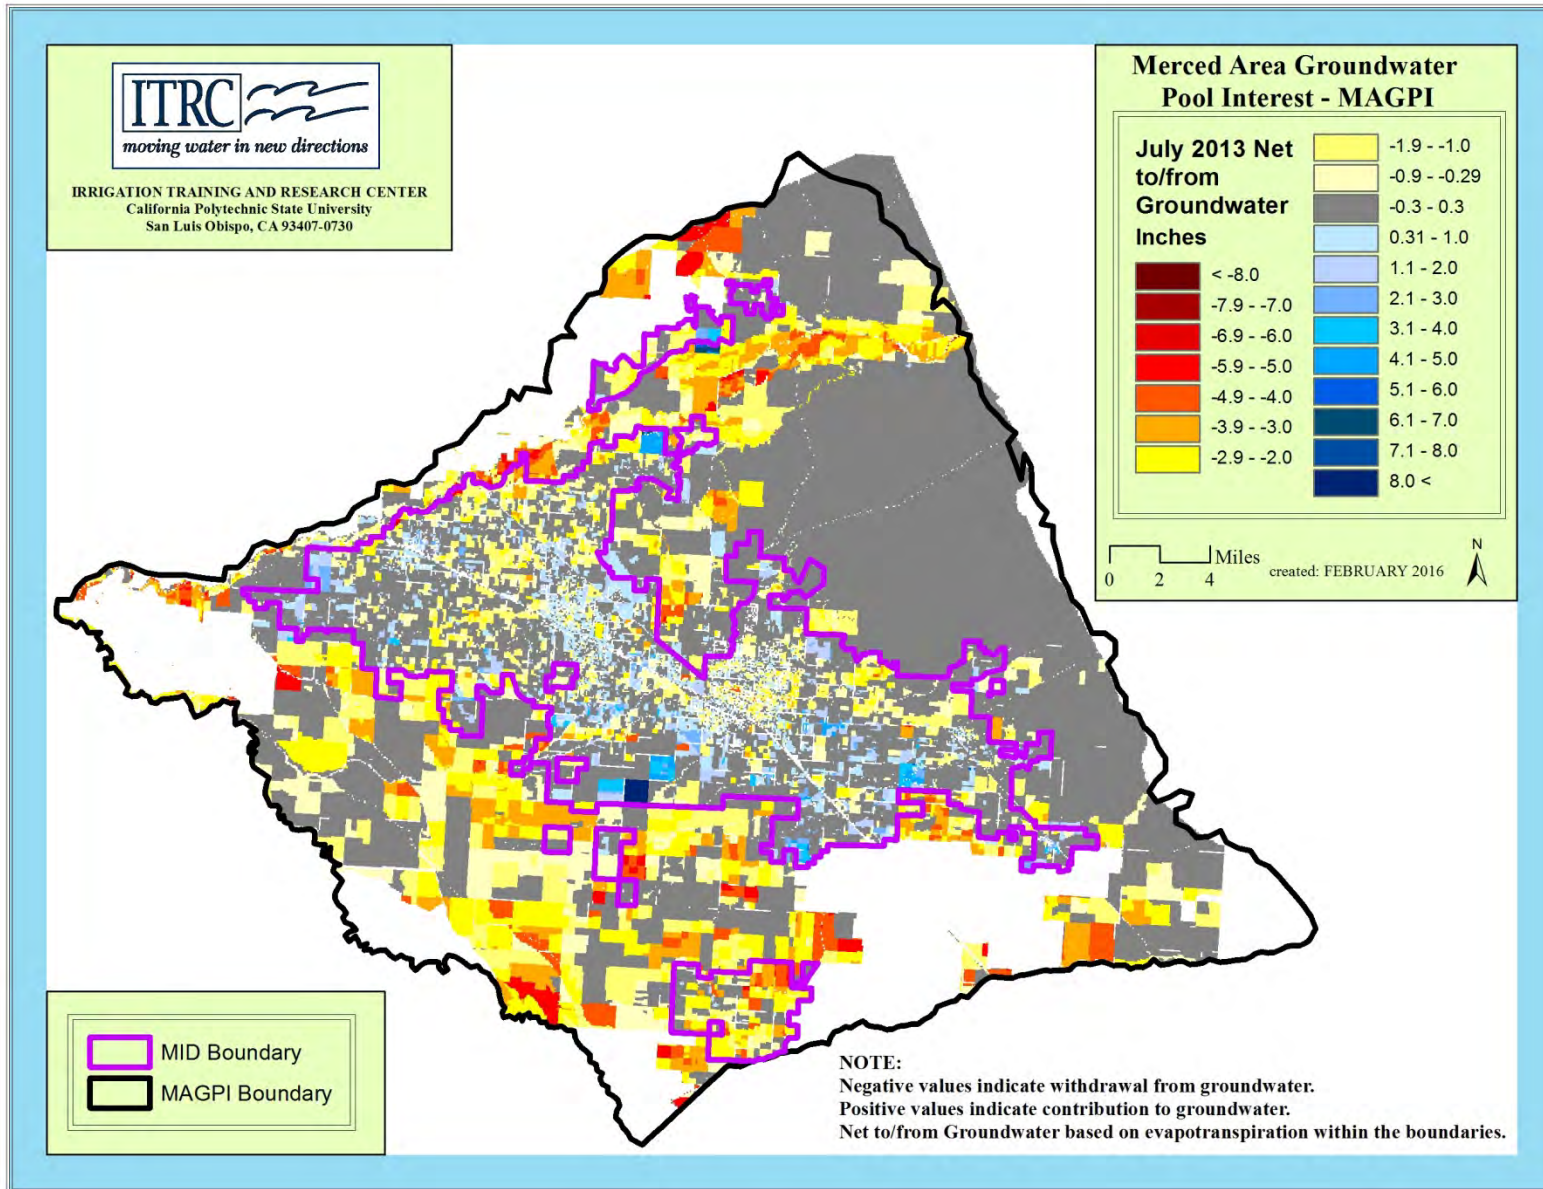 ITRC
moving water in new directions
IRRIGATION TRAINING AND RESEARCH CENTER
California Polytechnic State University
San Luis Obispo, CA 93407-0730
Merced Area Groundwater
Pool Interest - MAGPI
July 2013 Net
to/from
Groundwater
Inches
< -8.0
-7.9 - -7.0
-6.9 - -6.0
-5.9 - -5.0
-4.9 - -4.0
-3.9 - -3.0
-2.9 - -2.0
-1.9 - -1.0
-0.9 - -0.29
-0.3 - 0.3
0.31 - 1.0
1.1 - 2.0
2.1 - 3.0
3.1 - 4.0
4.1 - 5.0
5.1 - 6.0
6.1 - 7.0
7.1 - 8.0
8.0 <
Miles
0 2 4
created: FEBRUARY 2016
N
MID Boundary
MAGPI Boundary
NOTE:
Negative values indicate withdrawal from groundwater.
Positive values indicate contribution to groundwater.
Net to/from Groundwater based on evapotranspiration within the boundaries.